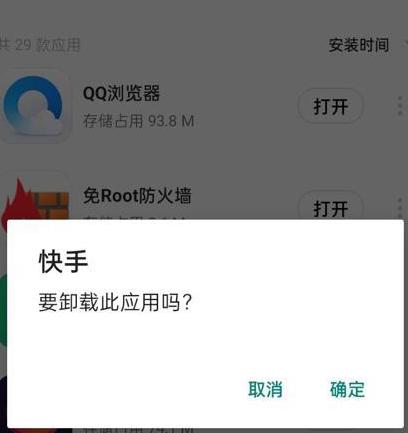 共 29 款应用
安装时间
QQ浏览器
存储占用 93.8 M
打开
免Root防火墙
打开
快手
要卸载此应用吗?
取消
确定